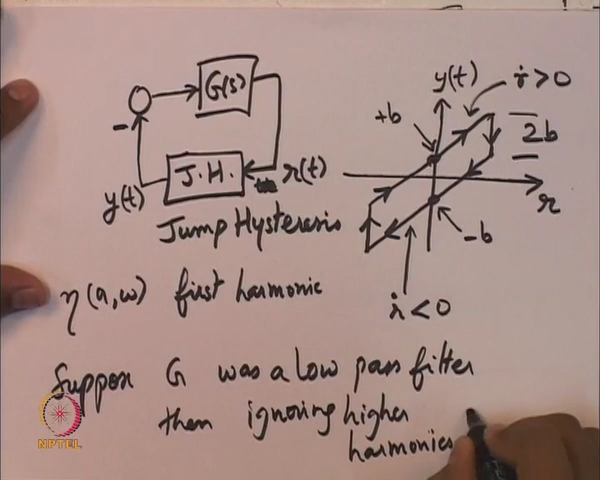 G(s)
-
J.H.
y(t)
r(t)
Jump Hysteresis
y(t)
ṙ>0
+b
2b
r
-b
ṙ<0
η(a,ω) first harmonic
Suppose G was a low pass filter
then ignoring higher
harmonics
NPTEL